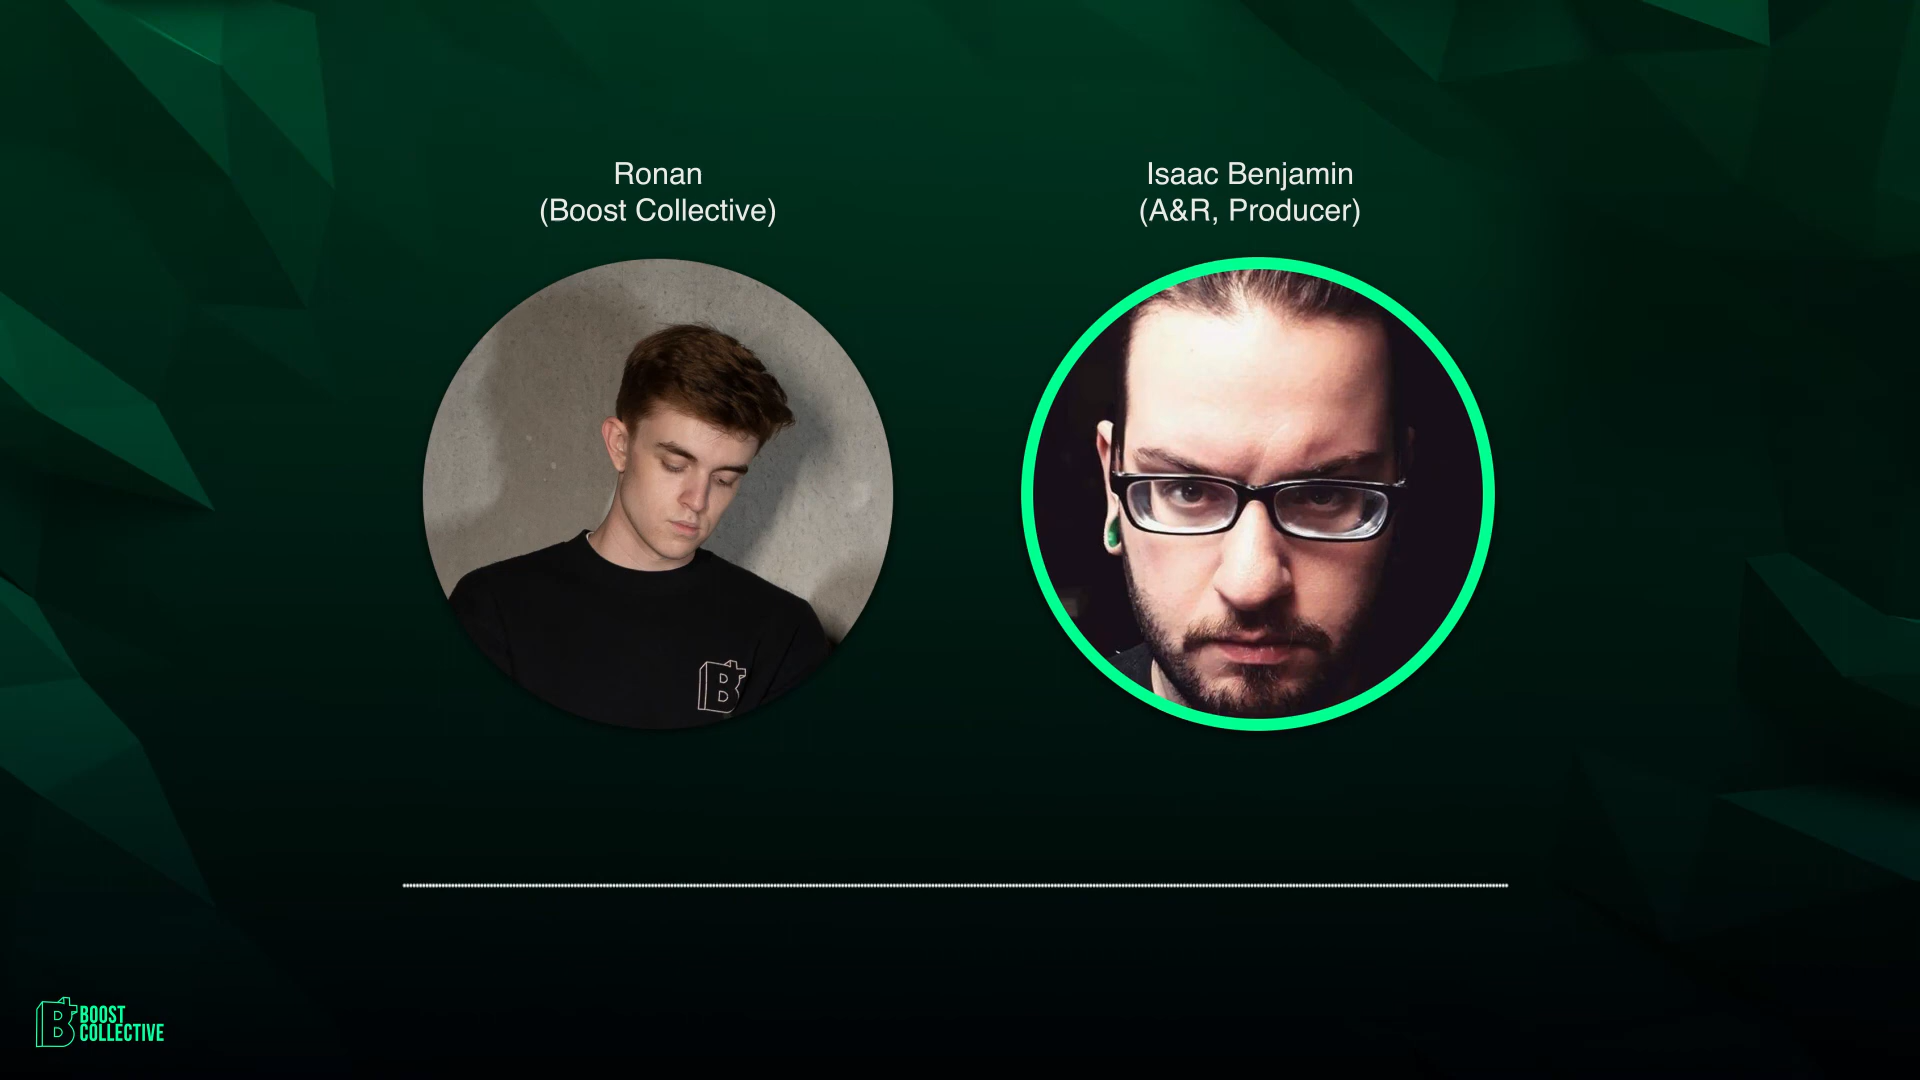 Ronan
(Boost Collective)
Isaac Benjamin
(A&R, Producer)
B
B
BOOST
COLLECTIVE